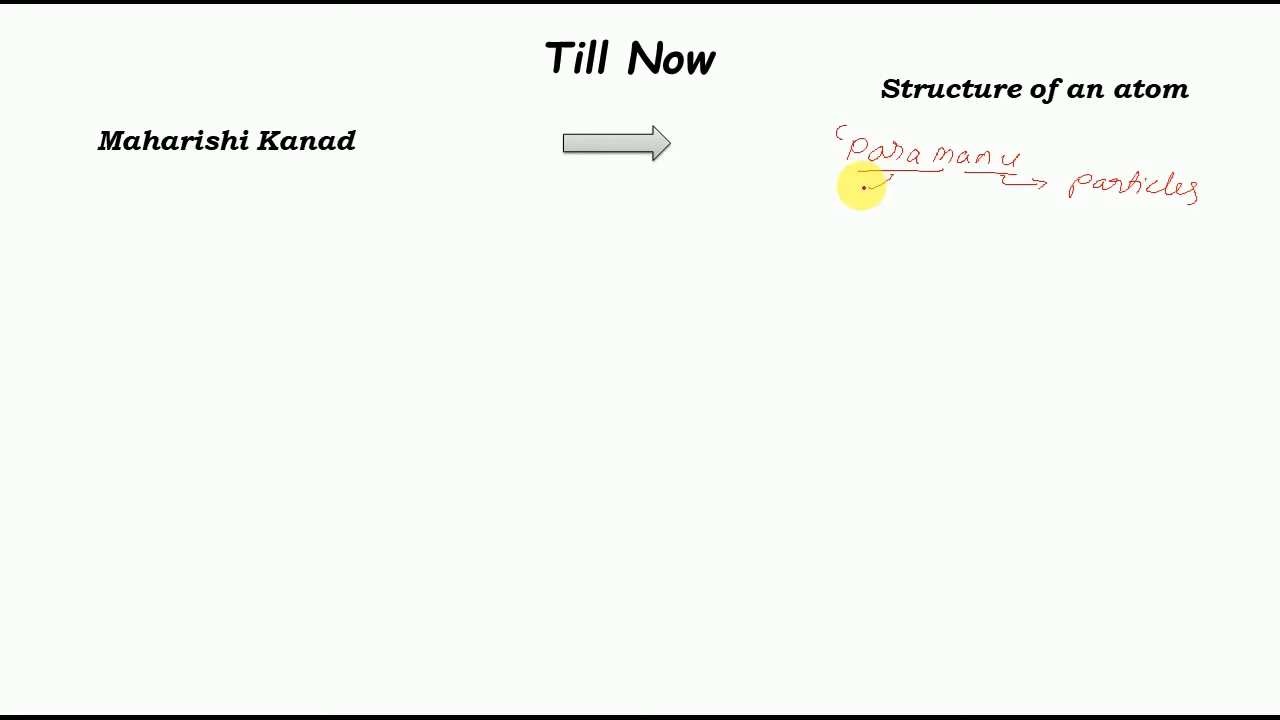 Till Now
Structure of an atom
Maharishi Kanad
Paramanu
particles